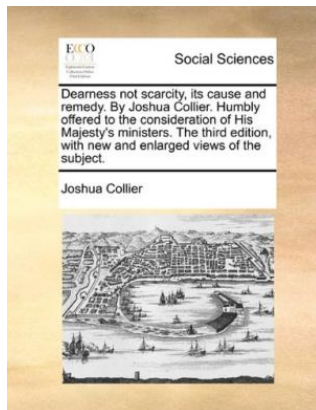 ECCO
Social Sciences
Dearness not scarcity, its cause and
remedy. By Joshua Collier. Humbly
offered to the consideration of His
Majesty's ministers. The third edition,
with new and enlarged views of the
subject.
Joshua Collier